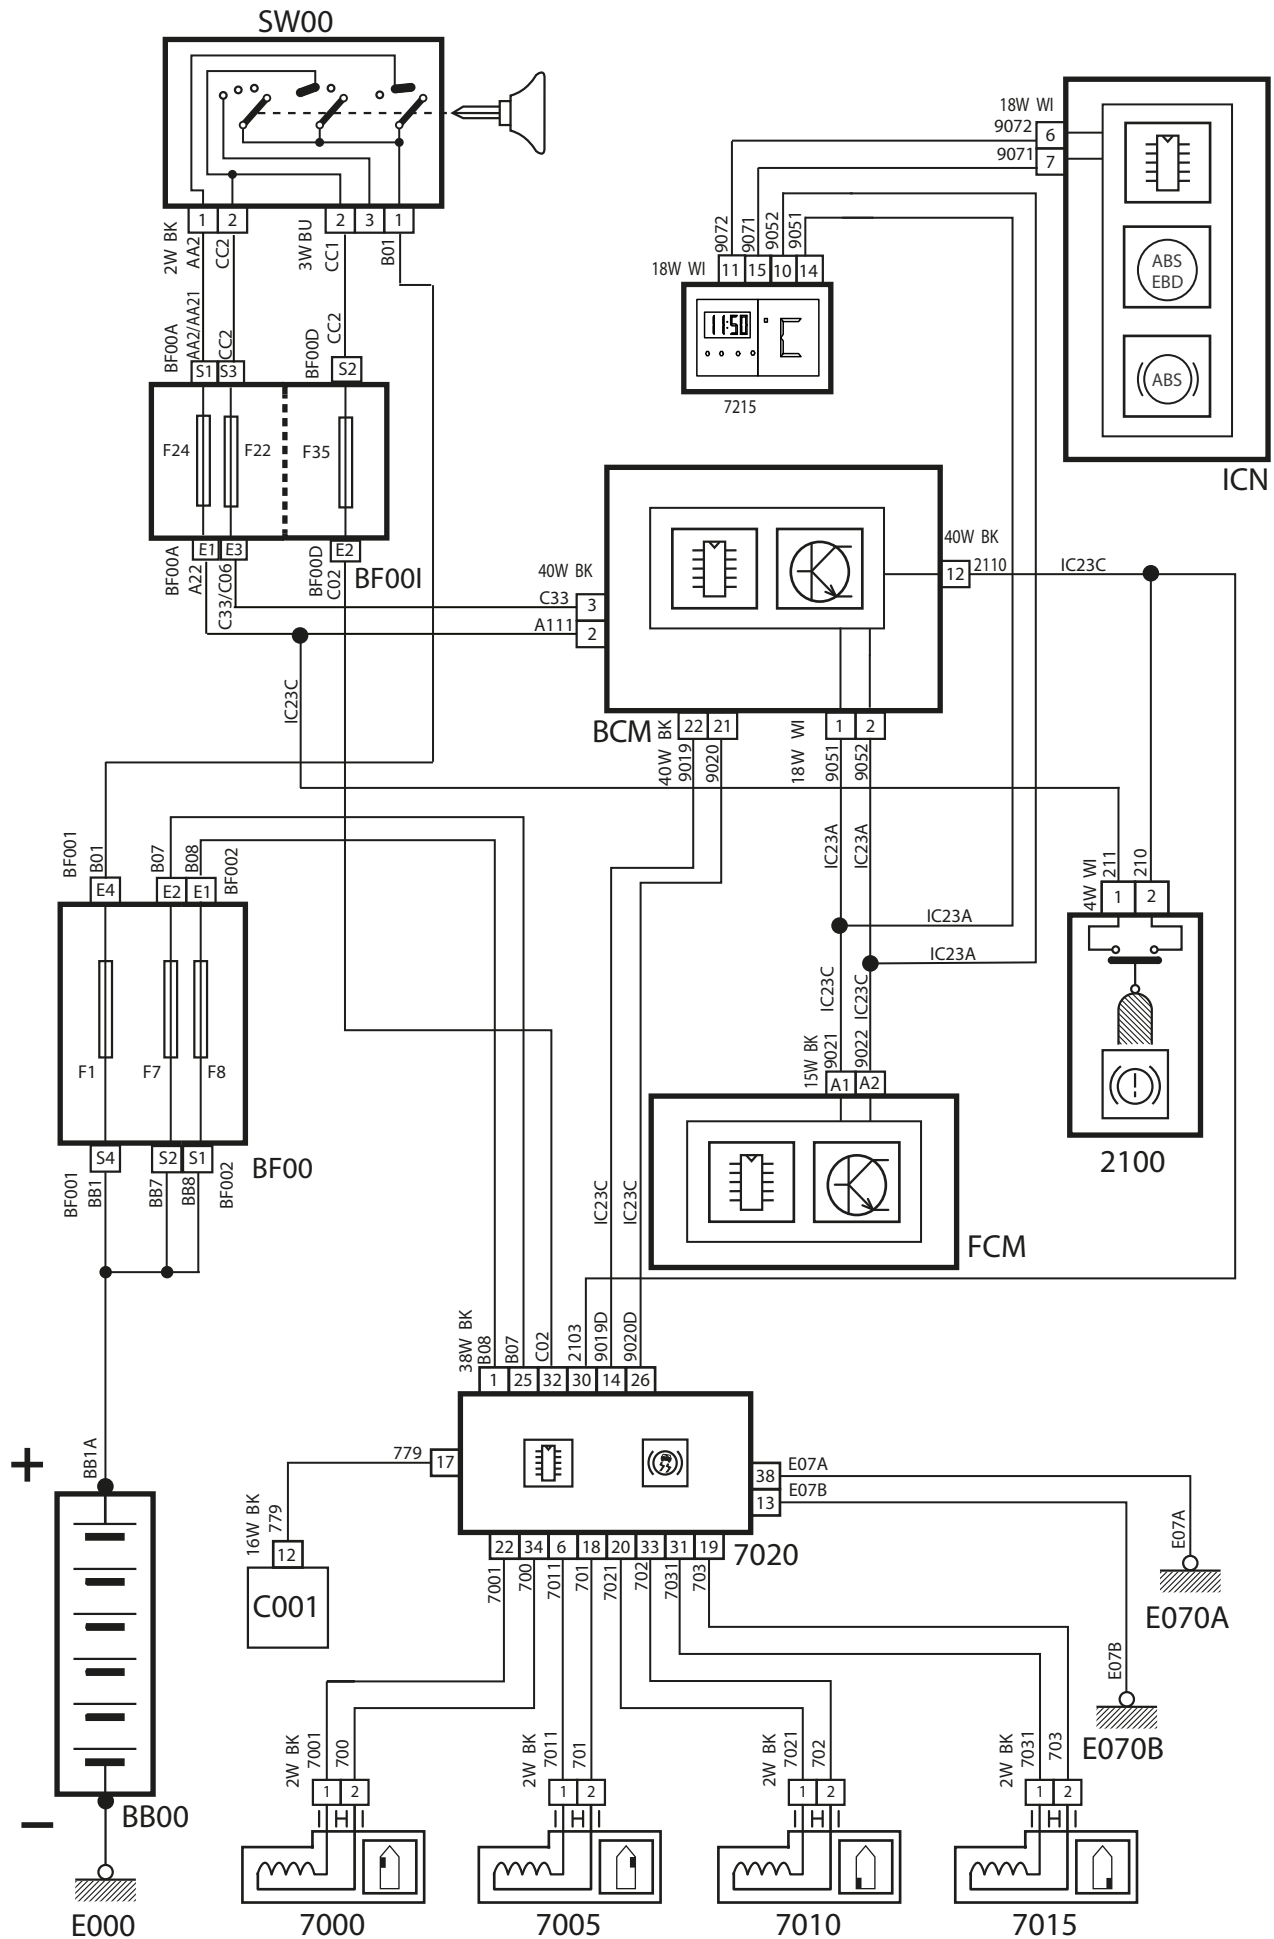 SW00
1 2 2 3 1
2W BK AA2 CC2 3W BU CC1 B01
BF00A AA2/AA21 CC2 BF00D CC2
S1 S3 S2
F24 F22 F35
E1 E3 E2
BF00A A22 C33/C06 BF00D C02
BF00I
IC23C
18W WI
9072 6
9071 7
ABS
EBD
ABS
ICN
9072 9071 9052 9051
18W WI 11 15 10 14
11:50
7215
40W BK
C33 3
A111 2
40W BK
12 2110 IC23C
BCM
22 21 1 2
40W BK 9019 9020 18W WI 9051 9052
IC23A IC23A
IC23A
IC23A
IC23C IC23C
15W BK 9021 9022
A1 A2
FCM
4W WI 211 210
1 2
2100
BF001 B01 B07 B08 BF002
E4 E2 E1
F1 F7 F8
S4 S2 S1
BF001 BB1 BB7 BB8 BF002
BF00
IC23C IC23C
38W BK B08 B07 C02 2103 9019D 9020D
1 25 32 30 14 26
779 17
38 E07A
13 E07B
22 34 6 18 20 33 31 19
7020
7001 700 7011 701 7021 702 7031 703
16W BK 779
12
C001
E07A
E070A
E07B
E070B
+
BB1A
−
BB00
E000
2W BK 7001 700
1 2
7000
2W BK 7011 701
1 2
7005
2W BK 7021 702
1 2
7010
2W BK 7031 703
1 2
7015